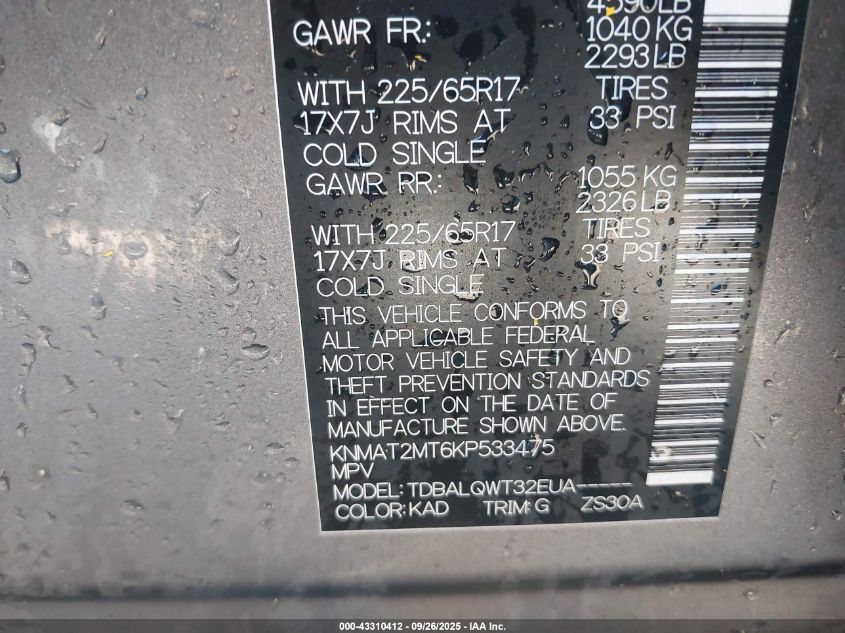 4590LB
GAWR FR: 1040 KG
2293LB
WITH 225/65R17 TIRES
17X7J RIMS AT 33 PSI
COLD SINGLE
GAWR RR: 1055 KG
2326LB
WITH 225/65R17 TIRES
17X7J RIMS AT 33 PSI
COLD SINGLE
THIS VEHICLE CONFORMS TO
ALL APPLICABLE FEDERAL
MOTOR VEHICLE SAFETY AND
THEFT PREVENTION STANDARDS
IN EFFECT ON THE DATE OF
MANUFACTURE SHOWN ABOVE.
KNMAT2MT6KP533475
MPV
MODEL:TDBALQWT32EUA-----
COLOR:KAD TRIM:G ZS30A
000-43310412 - 09/26/2025 - IAA Inc.